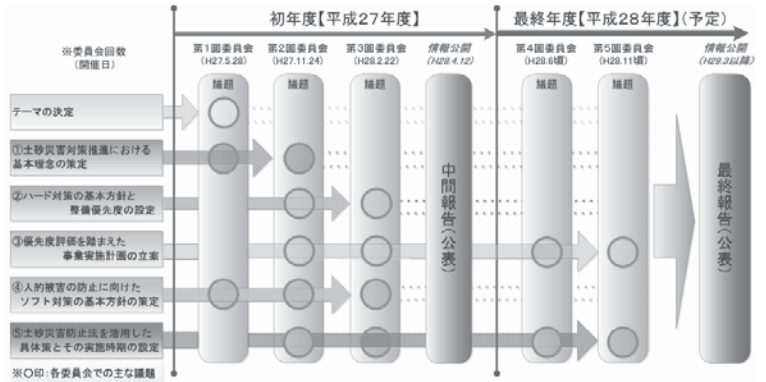 初年度【平成27年度】
最終年度【平成28年度】(予定)
※委員会回数
(開催日)
第1回委員会
(H27.5.28)
第2回委員会
(H27.11.24)
第3回委員会
(H28.2.22)
情報公開
(H28.4.12)
第4回委員会
(H28.6頃)
第5回委員会
(H28.11頃)
情報公開
(H29.3以降)
議題
議題
議題
議題
議題
テーマの決定
①土砂災害対策推進における
基本理念の策定
②ハード対策の基本方針と
整備優先度の設定
③優先度評価を踏まえた
事業実施計画の立案
④人的被害の防止に向けた
ソフト対策の基本方針の策定
⑤土砂災害防止法を活用した
具体策とその実施時期の設定
中間報告(公表)
最終報告(公表)
※〇印:各委員会での主な議題